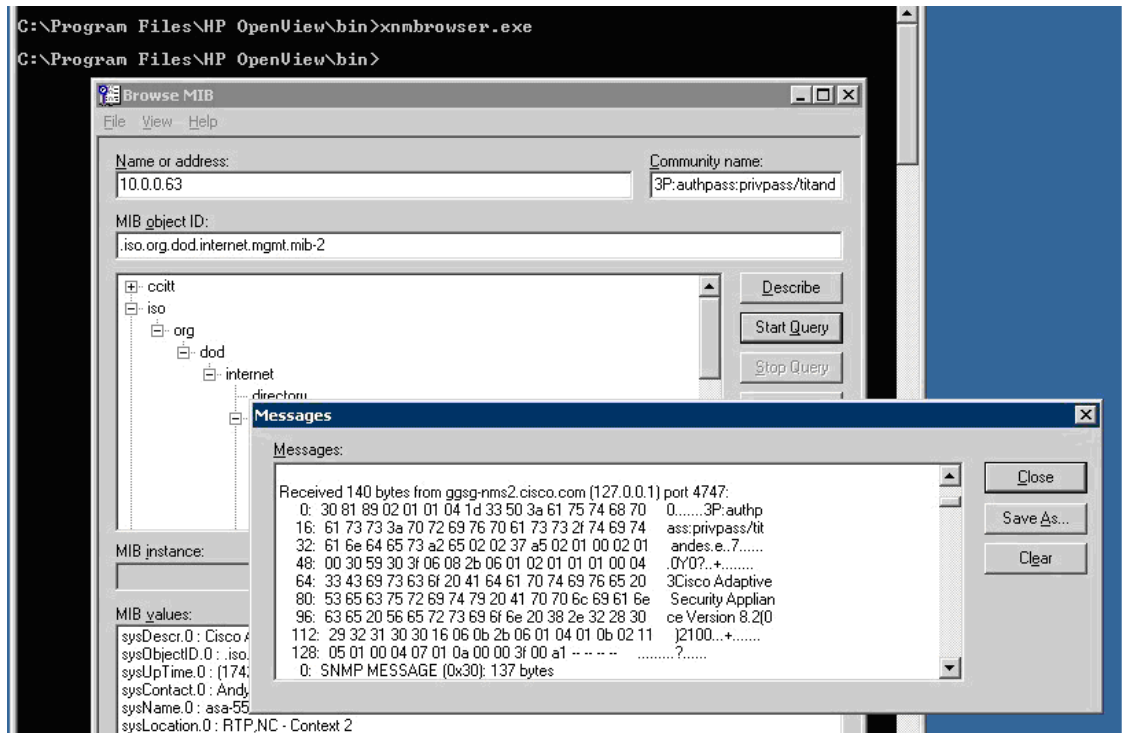 C:\Program Files\HP OpenView\bin>xnmbrowser.exe
C:\Program Files\HP OpenView\bin>
Browse MIB
File View Help
Name or address:
Community name:
10.0.0.63
3P:authpass:privpass/titand
MIB object ID:
.iso.org.dod.internet.mgmt.mib-2
ccitt
iso
org
dod
internet
directory
Describe
Start Query
Stop Query
Messages
Messages:
Received 140 bytes from ggsg-nms2.cisco.com (127.0.0.1) port 4747:
0: 30 81 89 02 01 01 04 1d 33 50 3a 61 75 74 68 70 0.......3P:authp
16: 61 73 73 3a 70 72 69 76 70 61 73 73 2f 74 69 74 ass:privpass/tit
32: 61 6e 64 65 73 a2 65 02 02 37 a5 02 01 00 02 01 andes.e..7......
48: 00 30 59 30 3f 06 08 2b 06 01 02 01 01 01 00 04 .0Y0?..+........
64: 33 43 69 73 63 6f 20 41 64 61 70 74 69 76 65 20 3Cisco Adaptive
80: 53 65 63 75 72 69 74 79 20 41 70 70 6c 69 61 6e Security Applian
96: 63 65 20 56 65 72 73 69 6f 6e 20 38 2e 32 28 30 ce Version 8.2(0
112: 29 32 31 30 30 16 06 0b 2b 06 01 04 01 0b 02 11 )2100...+.......
128: 05 01 00 04 07 01 0a 00 00 3f 00 a1 -- -- -- -- .........?......
0: SNMP MESSAGE (0x30): 137 bytes
Close
Save As...
Clear
MIB instance:
MIB values:
sysDescr.0 : Cisco
sysObjectID.0 : .iso.
sysUpTime.0 : (174
sysContact.0 : Andy
sysName.0 : asa-55
sysLocation.0 : RTP,NC - Context 2